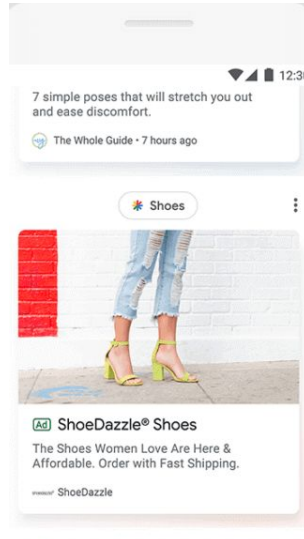 12:3
7 simple poses that will stretch you out
and ease discomfort.
The Whole Guide • 7 hours ago
Shoes
Ad ShoeDazzle® Shoes
The Shoes Women Love Are Here &
Affordable. Order with Fast Shipping.
ShoeDazzle